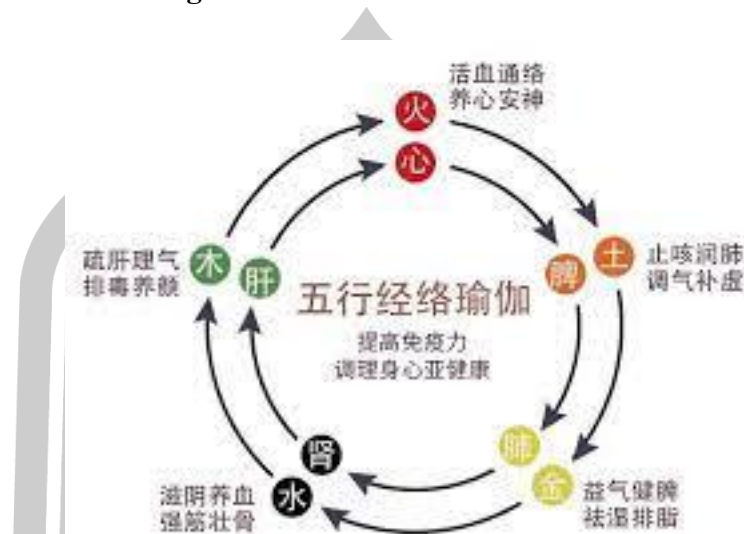 活血通络
养心安神
火
心
疏肝理气
排毒养颜
木
肝
脾
土
止咳润肺
调气补虚
五行经络瑜伽
提高免疫力
调理身心亚健康
肾
水
滋阴养血
强筋壮骨
肺
金
益气健脾
祛湿排脂